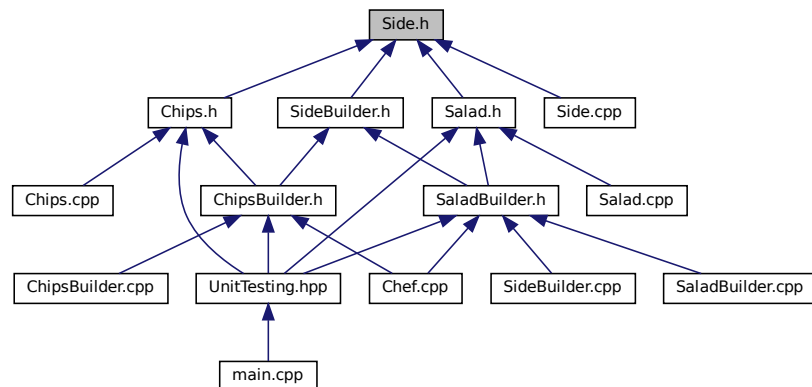 Side.h
Chips.h
SideBuilder.h
Salad.h
Side.cpp
Chips.cpp
ChipsBuilder.h
SaladBuilder.h
Salad.cpp
ChipsBuilder.cpp
UnitTesting.hpp
Chef.cpp
SideBuilder.cpp
SaladBuilder.cpp
main.cpp